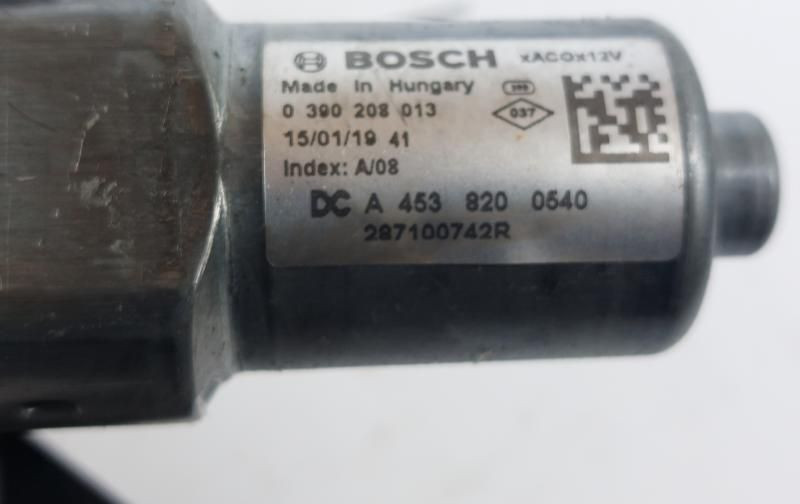 BOSCH xACOx12V
Made in Hungary
0 390 208 013 037
15/01/19 41
Index: A/08
DC A 453 820 0540
287100742R